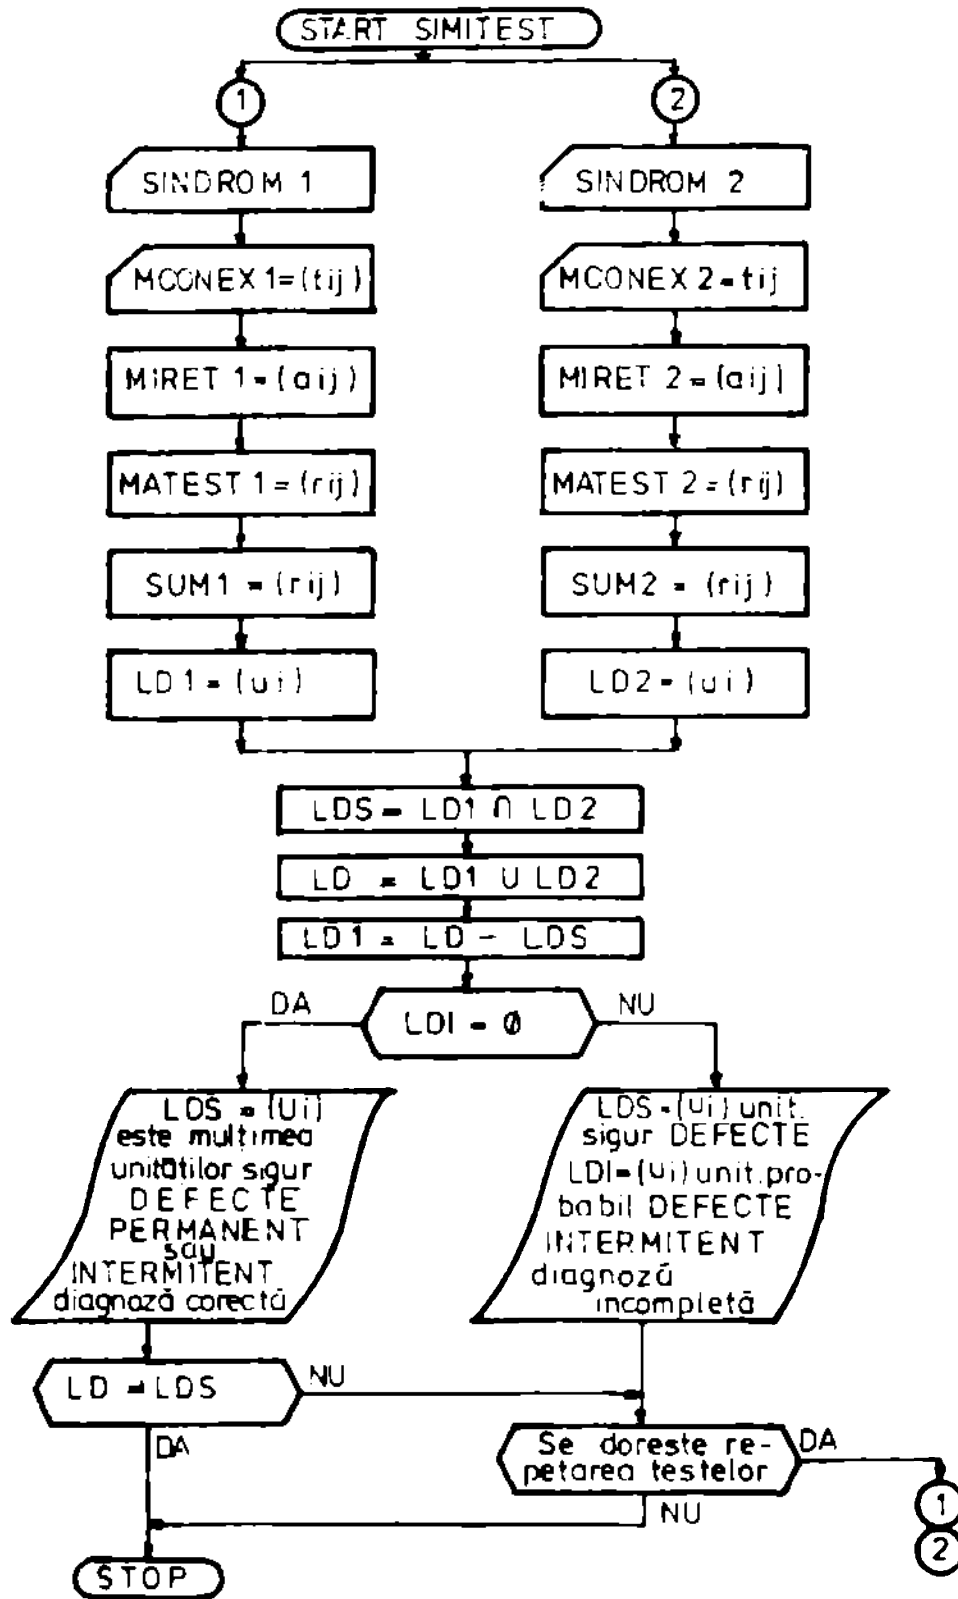 START SIMITEST
1
2
SINDROM 1
SINDROM 2
MCONEX 1=(tij)
MCONEX 2=tij
MIRET 1=(aij)
MIRET 2=(aij)
MATEST 1=(rij)
MATEST 2=(rij)
SUM1 = (rij)
SUM2 = (rij)
LD1=(ui)
LD2=(ui)
LDS = LD1 ∩ LD2
LD = LD1 U LD2
LD1 = LD - LDS
DA
LDI = Ø
NU
LDS = (Ui)
este mulțimea
unităților sigur
DEFECTE
PERMANENT
sau
INTERMITENT
diagnoză corectă
LDS=(ui) unit.
sigur DEFECTE
LDI=(ui) unit.pro-
babil DEFECTE
INTERMITENT
diagnoză
incompletă
LD = LDS
NU
DA
Se doreste re-
petarea testelor
DA
NU
1
2
STOP